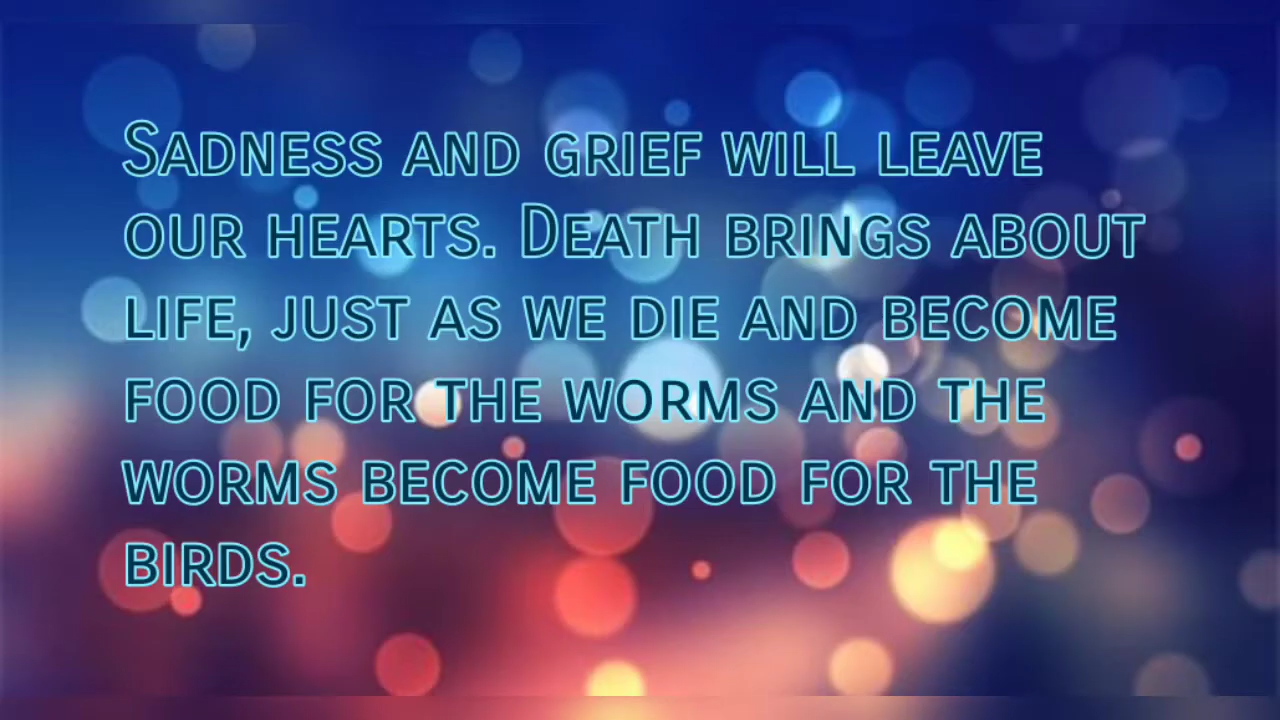 Sadness and grief will leave
our hearts. Death brings about
life, just as we die and become
food for the worms and the
worms become food for the
birds.